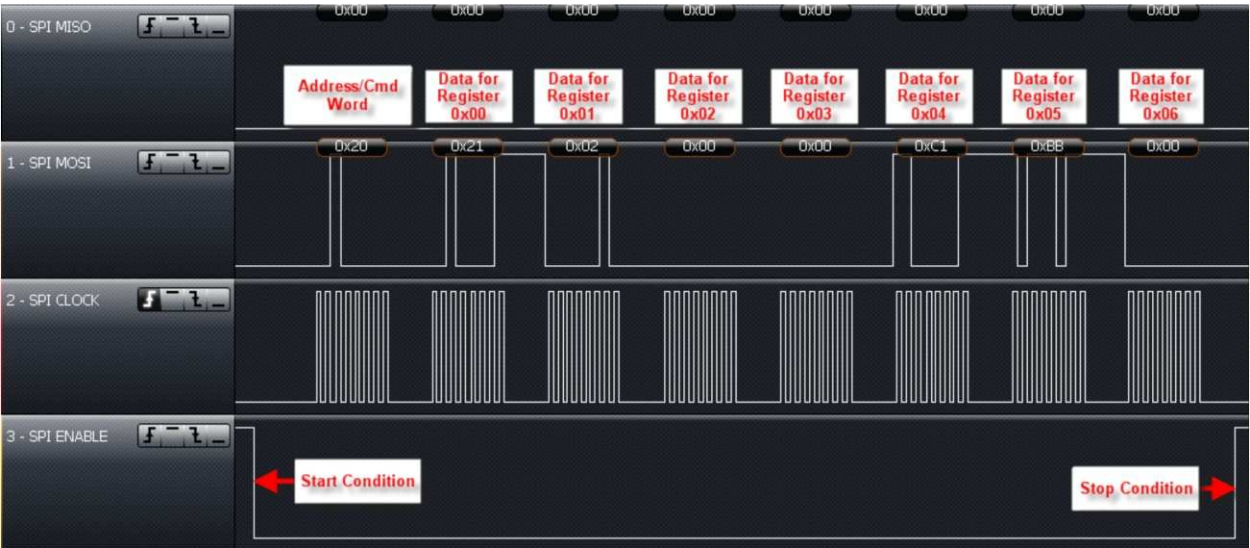 0x00 0x00 0x00 0x00 0x00 0x00 0x00 0x00
0 - SPI MISO
Address/Cmd
Word
Data for
Register
0x00
Data for
Register
0x01
Data for
Register
0x02
Data for
Register
0x03
Data for
Register
0x04
Data for
Register
0x05
Data for
Register
0x06
0x20 0x21 0x02 0x00 0x00 0xC1 0xBB 0x00
1 - SPI MOSI
2 - SPI CLOCK
3 - SPI ENABLE
Start Condition
Stop Condition